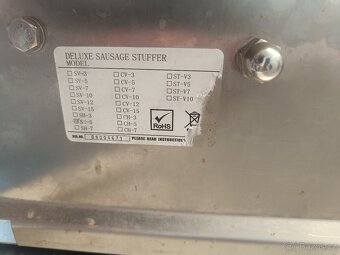 DELUXE SAUSAGE STUFFER
MODEL
□SV-3 □CV-3 □ST-V3
□SV-5 □CV-5 □ST-V5
□SV-7 □CV-7 □ST-V7
□SV-10 □CV-10 □ST-V10
□SV-12 □CV-12
□SV-15 □CV-15
□SH-3 □CH-3
□CH-5
□SH-7 □CH-7
RoHS
PLEASE READ INSTRUCTION